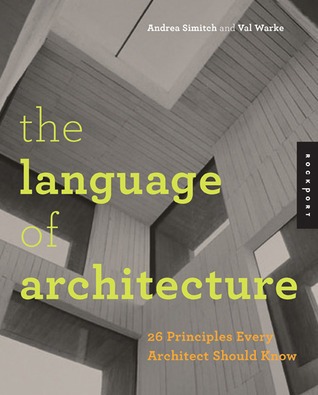 Andrea Simitch and Val Warke
the
language
of
architecture
ROCKPORT
26 Principles Every
Architect Should Know